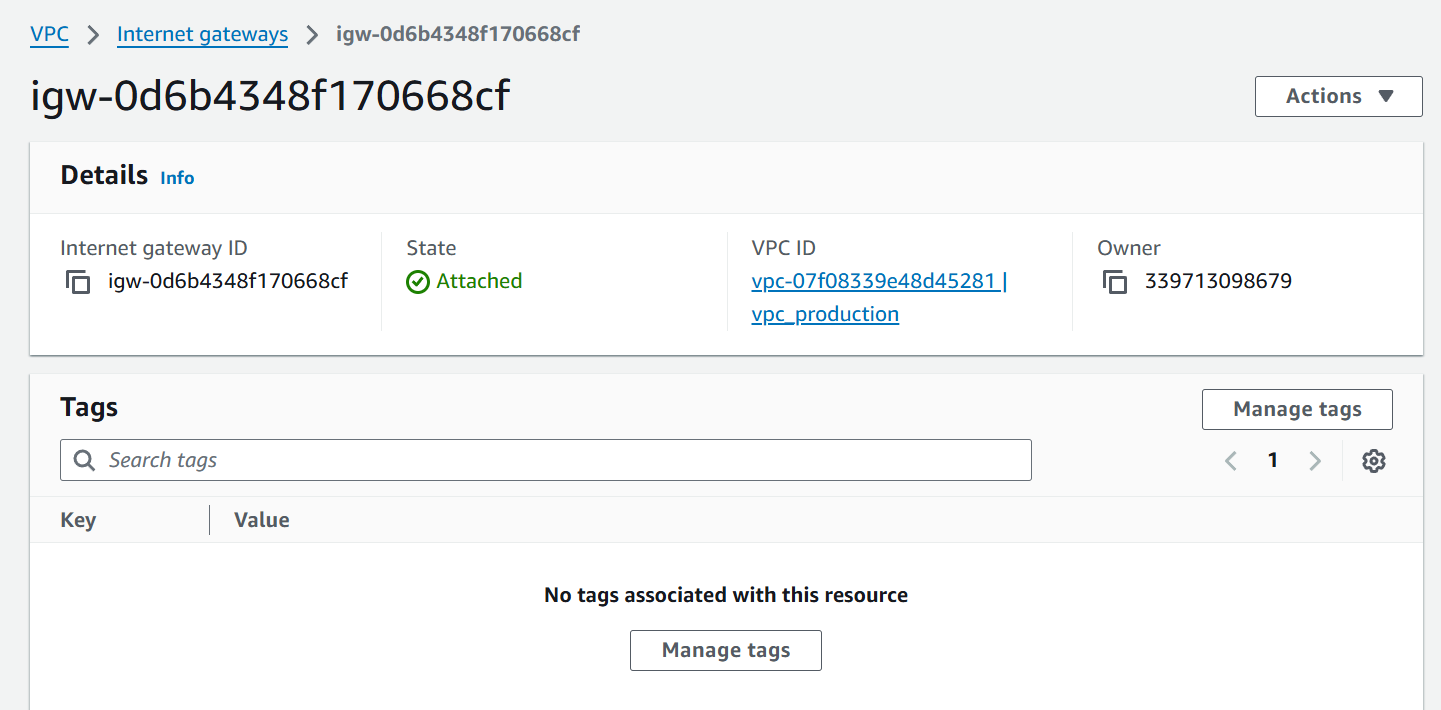 VPC > Internet gateways > igw-0d6b4348f170668cf
igw-0d6b4348f170668cf
Actions
Details Info
Internet gateway ID
igw-0d6b4348f170668cf
State
Attached
VPC ID
vpc-07f08339e48d45281 |
vpc_production
Owner
339713098679
Tags
Manage tags
Search tags
1
Key
Value
No tags associated with this resource
Manage tags